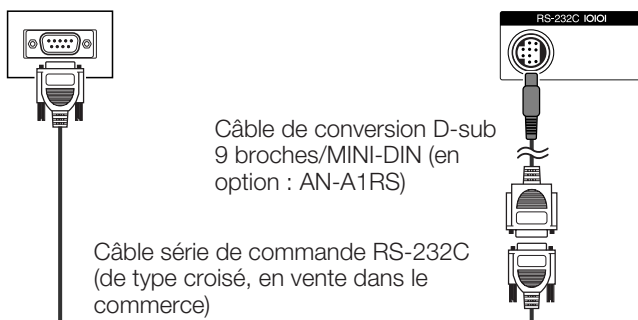 RS-232C IOIOI
Câble de conversion D-sub
9 broches/MINI-DIN (en
option : AN-A1RS)
Câble série de commande RS-232C
(de type croisé, en vente dans le
commerce)